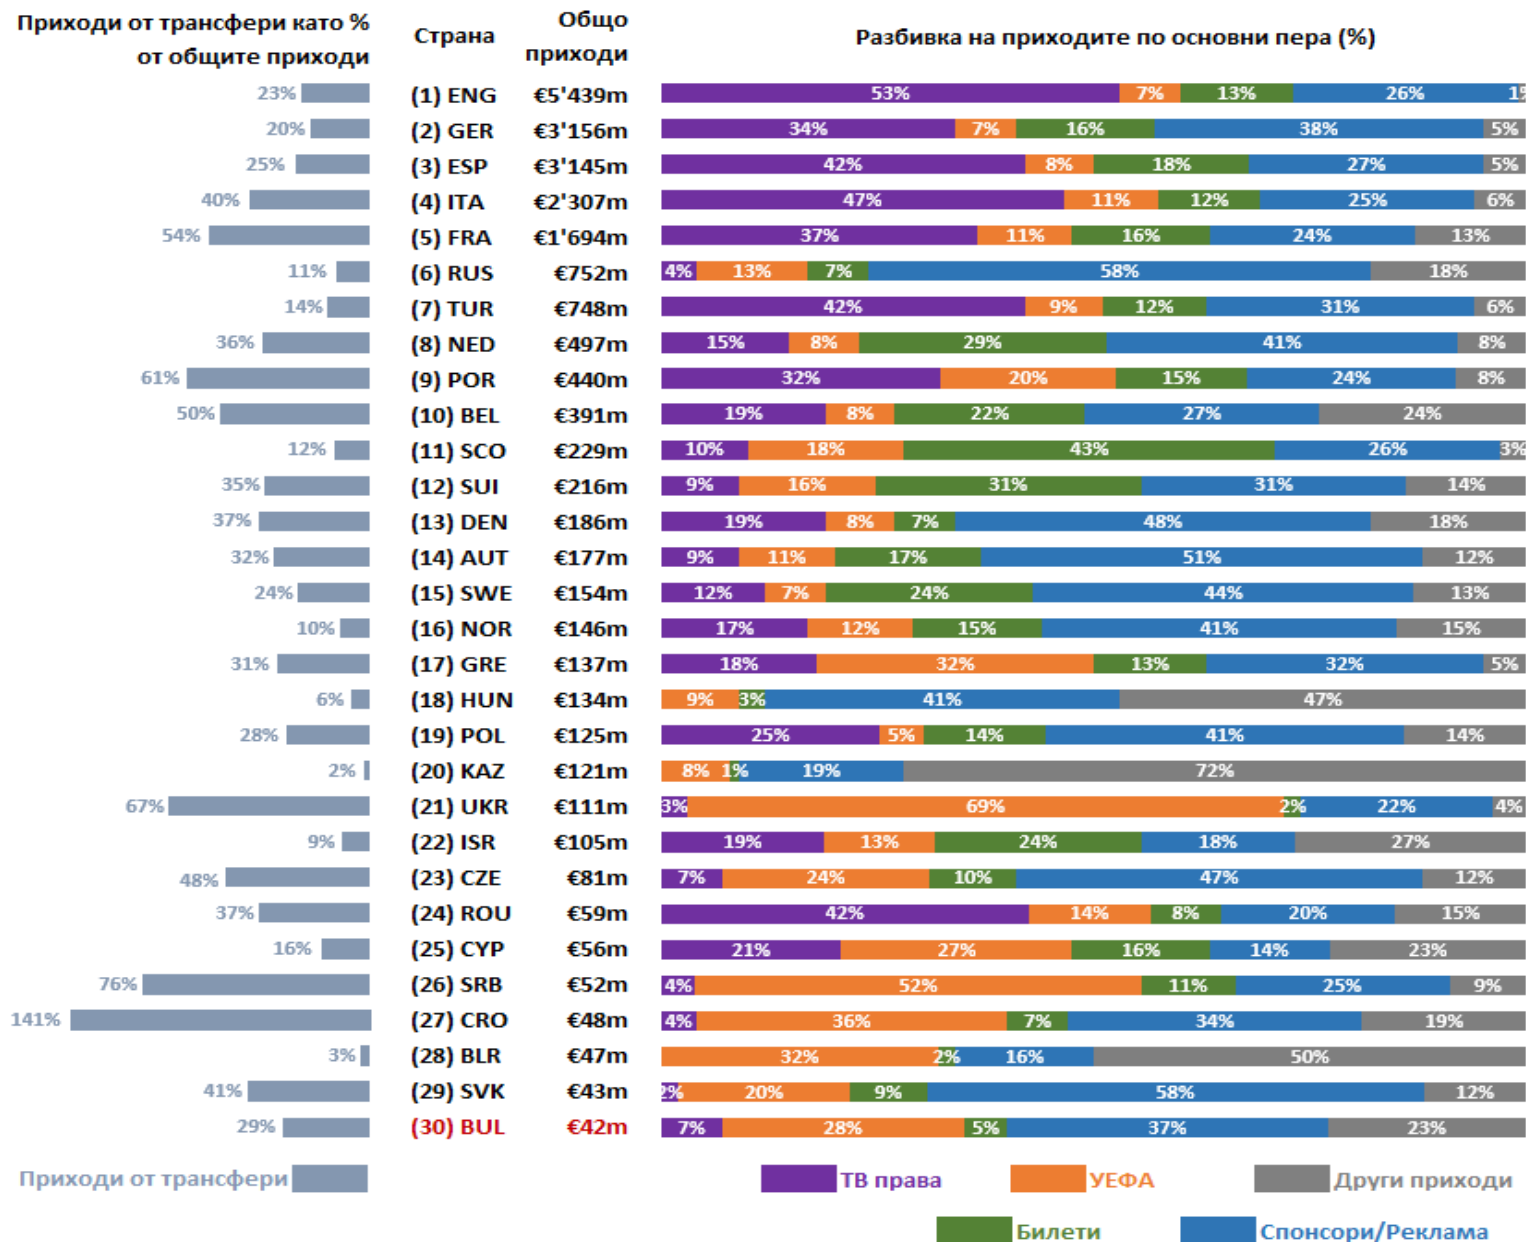 Приходи от трансфери като % от общите приходи
Страна
Общо приходи
Разбивка на приходите по основни пера (%)
23% (1) ENG €5'439m 53% 7% 13% 26% 1%
20% (2) GER €3'156m 34% 7% 16% 38% 5%
25% (3) ESP €3'145m 42% 8% 18% 27% 5%
40% (4) ITA €2'307m 47% 11% 12% 25% 6%
54% (5) FRA €1'694m 37% 11% 16% 24% 13%
11% (6) RUS €752m 4% 13% 7% 58% 18%
14% (7) TUR €748m 42% 9% 12% 31% 6%
36% (8) NED €497m 15% 8% 29% 41% 8%
61% (9) POR €440m 32% 20% 15% 24% 8%
50% (10) BEL €391m 19% 8% 22% 27% 24%
12% (11) SCO €229m 10% 18% 43% 26% 3%
35% (12) SUI €216m 9% 16% 31% 31% 14%
37% (13) DEN €186m 19% 8% 7% 48% 18%
32% (14) AUT €177m 9% 11% 17% 51% 12%
24% (15) SWE €154m 12% 7% 24% 44% 13%
10% (16) NOR €146m 17% 12% 15% 41% 15%
31% (17) GRE €137m 18% 32% 13% 32% 5%
6% (18) HUN €134m 9% 3% 41% 47%
28% (19) POL €125m 25% 5% 14% 41% 14%
2% (20) KAZ €121m 8% 1% 19% 72%
67% (21) UKR €111m 3% 69% 2% 22% 4%
9% (22) ISR €105m 19% 13% 24% 18% 27%
48% (23) CZE €81m 7% 24% 10% 47% 12%
37% (24) ROU €59m 42% 14% 8% 20% 15%
16% (25) CYP €56m 21% 27% 16% 14% 23%
76% (26) SRB €52m 4% 52% 11% 25% 9%
141% (27) CRO €48m 4% 36% 7% 34% 19%
3% (28) BLR €47m 32% 2% 16% 50%
41% (29) SVK €43m 2% 20% 9% 58% 12%
29% (30) BUL €42m 7% 28% 5% 37% 23%
Приходи от трансфери
ТВ права УЕФА Други приходи
Билети Спонсори/Реклама